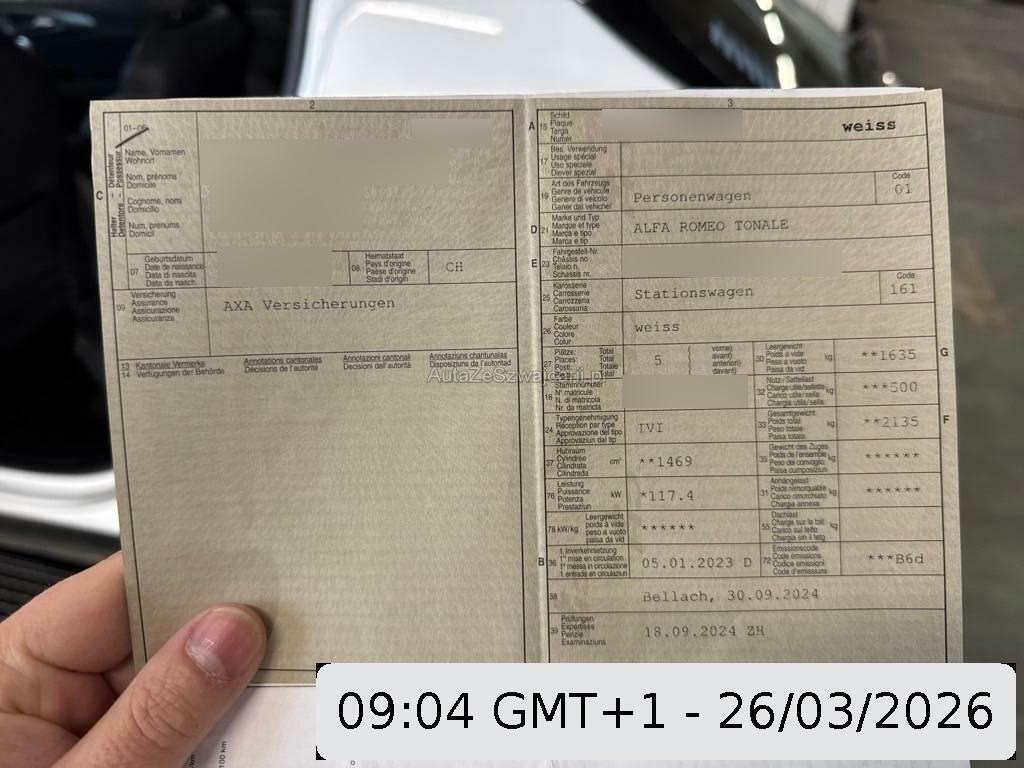 2
01-06
Détenteur - Possessur
Halter - Detentore
C
Name, Vornamen
Wohnort
Nom, prénoms
Domicile
Cognome, nomi
Domicilio
Num, prenums
Domicil
07
Geburtsdatum
Date de naissance
Data di nascita
Data da nasch.
08
Heimatstaat
Pays d'origine
Paese d'origine
Stadi d'origin
CH
09
Versicherung
Assurance
Assicurazione
Assicuranza
AXA Versicherungen
13 Kantonale Vermerke
14 Verfügungen der Behörde
Annotations cantonales
Décisions de l'autorité
Annotazioni cantonali
Decisioni dell'autorità
Annotaziuns chantunalas
Disposiziuns da l'autoritad
3
A 15
Schild
Plaque
Targa
Numer
weiss
17
Bes. Verwendung
Usage spécial
Uso speciale
Diever spezial
19
Art des Fahrzeugs
Genre de véhicule
Genere di veicolo
Gener dal vehichel
Personenwagen
Code
01
D 21
Marke und Typ
Marque et type
Marca e tipo
Marca e tip
ALFA ROMEO TONALE
E 23
Fahrgestell-Nr.
Châssis no
Telaio n.
Schassis nr.
25
Karosserie
Carrosserie
Carrozzeria
Carossaria
Stationswagen
Code
161
26
Farbe
Couleur
Colore
Colur
weiss
27
Plätze: Total
Places: Total
Posti: Totale
Total
5
vorne)
avant)
anteriori)
davant)
30
Leergewicht
Poids à vide
Peso a vuoto
Paisa da vid
kg
**1635
G
18
Stammnummer
N° matricule
N. di matricola
Nr. da matricla
32
Nutz-/Sattellast
Charge utile/sellette
Carico utile/sella
Chargia utila/sella
kg
***500
24
Typengenehmigung
Réception par type
Approvazione del tipo
Approvaziun dal tip
IVI
33
Gesamtgewicht
Poids total
Peso totale
Paisa totala
kg
**2135
F
37
Hubraum
Cylindrée
Cilindrata
Cilindrada
cm³
**1469
35
Gewicht des Zuges
Poids de l'ensemble
Peso del convoglio
Paisa cumposiziun
kg
******
76
Leistung
Puissance
Potenza
Prestaziun
kW
*117.4
31
Anhängelast
Poids remorquable
Carico rimorchiato
Chargia annexa
kg
******
78 kW/kg
Leergewicht
poids à vide
peso a vuoto
paisa da vid
******
55
Dachlast
Charge sur le toit
Carico sul tetto
Chargia sin il tetg
kg
******
B 36
1. Inverkehrsetzung
1re mise en circulation
1a messa in circolazione
1. entrada en circulaziun
05.01.2023 D
72
Emissionscode
Code émissions
Codice emissioni
Code d'emissiuns
***B6d
38
Bellach, 30.09.2024
39
Prüfungen
Expertises
Perizie
Examinaziuns
18.09.2024 ZH
AutaZeSzwajcarii.pl
100 km
09:04 GMT+1 - 26/03/2026